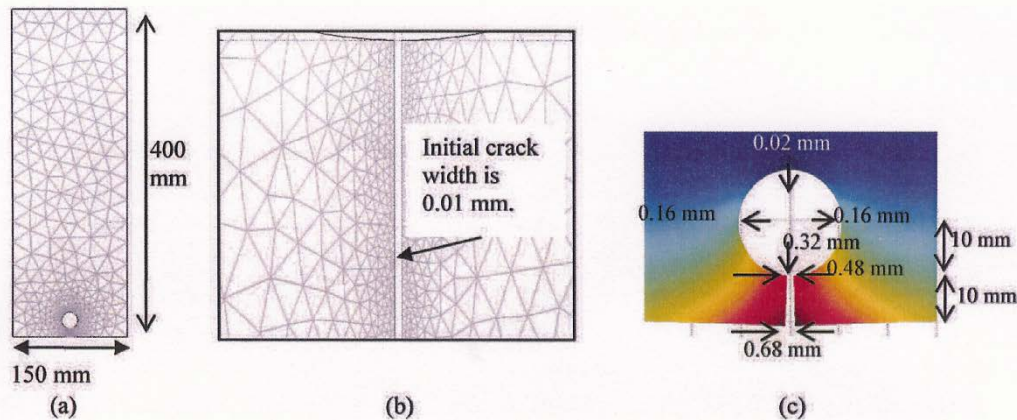 400
mm
150 mm
(a)
Initial crack
width is
0.01 mm.
(b)
0.02 mm
0.16 mm
0.16 mm
0.32 mm
10 mm
0.48 mm
10 mm
0.68 mm
(c)